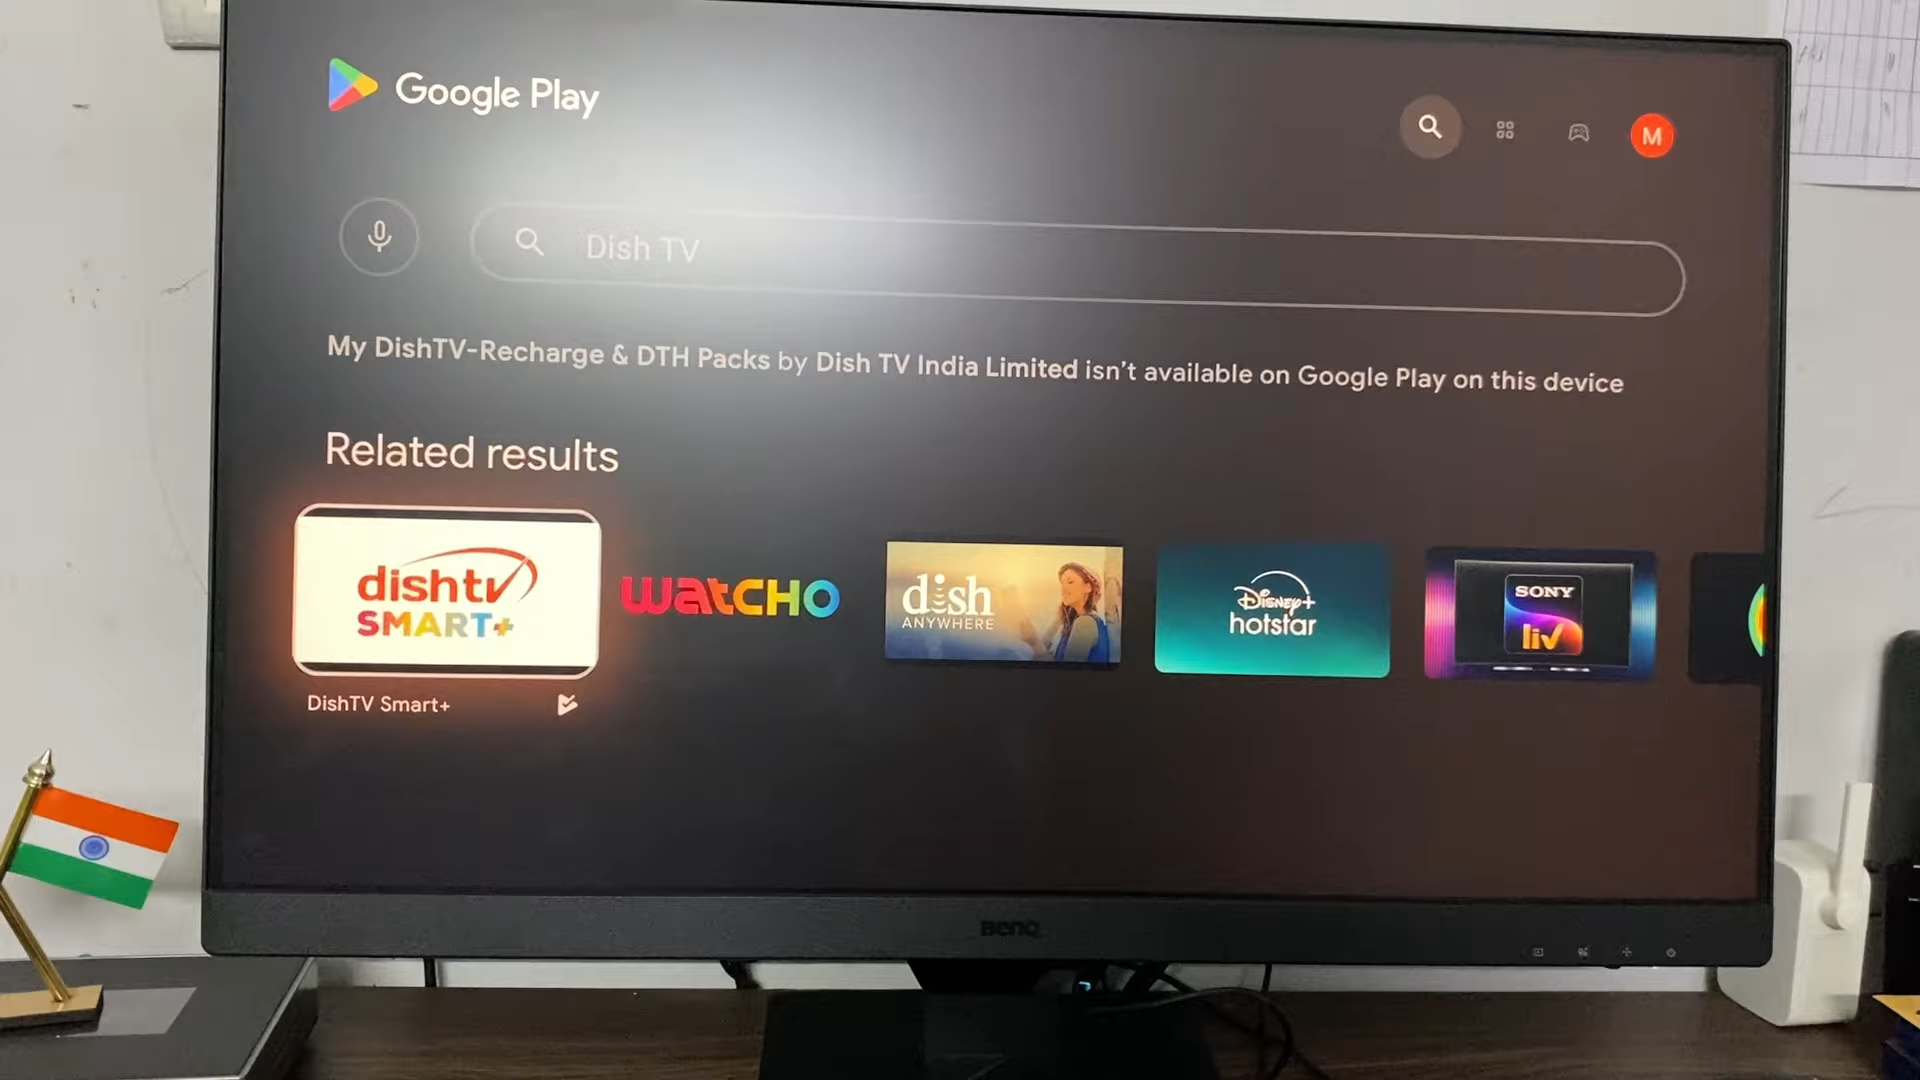 Google Play
M
Dish TV
My DishTV-Recharge & DTH Packs by Dish TV India Limited isn't available on Google Play on this device
Related results
dishtv
SMART+
WATCHO
dish
ANYWHERE
Disney+
hotstar
SONY
liv
DishTV Smart+
BenQ